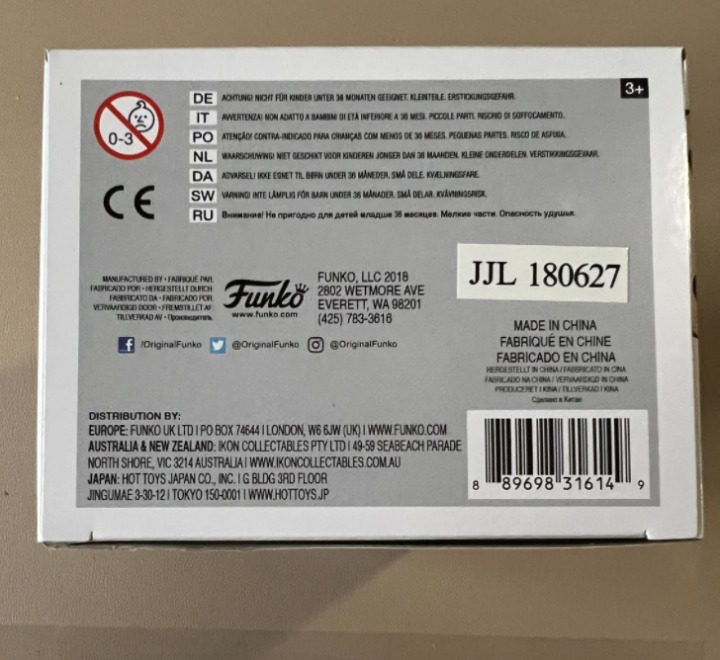 3+
0-3
DE ACHTUNG! NICHT FÜR KINDER UNTER 36 MONATEN GEEIGNET. KLEINTEILE. ERSTICKUNGSGEFAHR.
IT AVVERTENZA! NON ADATTO A BAMBINI DI ETÀ INFERIORE A 36 MESI. PICCOLE PARTI. RISCHIO DI SOFFOCAMENTO.
PO ATENÇÃO! CONTRA-INDICADO PARA CRIANÇAS COM MENOS DE 36 MESES. PEQUENAS PARTES. RISCO DE ASFIXIA.
NL WAARSCHUWING! NIET GESCHIKT VOOR KINDEREN JONGER DAN 36 MAANDEN. KLEINE ONDERDELEN. VERSTIKKINGSGEVAAR.
DA ADVARSEL! IKKE EGNET TIL BØRN UNDER 36 MÅNEDER. SMÅ DELE. KVÆLNINGSFARE.
SW VARNING! INTE LÄMPLIG FÖR BARN UNDER 36 MÅNADER. SMÅ DELAR. KVÄVNINGSRISK.
RU Внимание! Не пригодно для детей младше 36 месяцев. Мелкие части. Опасность удушья.
CE
MANUFACTURED BY • FABRIQUÉ PAR
FABRICADO POR • HERGESTELLT DURCH
FABBRICATO DA • FABRICADO POR
VERVAARDIGD DOOR • FREMSTILLET AF
TILLVERKAD AV • Производитель
Funko
www.funko.com
FUNKO, LLC 2018
2802 WETMORE AVE
EVERETT, WA 98201
(425) 783-3616
JJL 180627
f /OriginalFunko @OriginalFunko @OriginalFunko
MADE IN CHINA
FABRIQUÉ EN CHINE
FABRICADO EN CHINA
HERGESTELLT IN CHINA / FABBRICATO IN CINA
FABRICADO NA CHINA / VERVAARDIGD IN CHINA
PRODUCERET I KINA / TILLVERKAD I KINA
Сделано в Китае
DISTRIBUTION BY:
EUROPE: FUNKO UK LTD | PO BOX 74644 | LONDON, W6 6JW (UK) | WWW.FUNKO.COM
AUSTRALIA & NEW ZEALAND: IKON COLLECTABLES PTY LTD | 49-59 SEABEACH PARADE
NORTH SHORE, VIC 3214 AUSTRALIA | WWW.IKONCOLLECTABLES.COM.AU
JAPAN: HOT TOYS JAPAN CO., INC. | G BLDG 3RD FLOOR
JINGUMAE 3-30-12 | TOKYO 150-0001 | WWW.HOTTOYS.JP
8 89698 31614 9